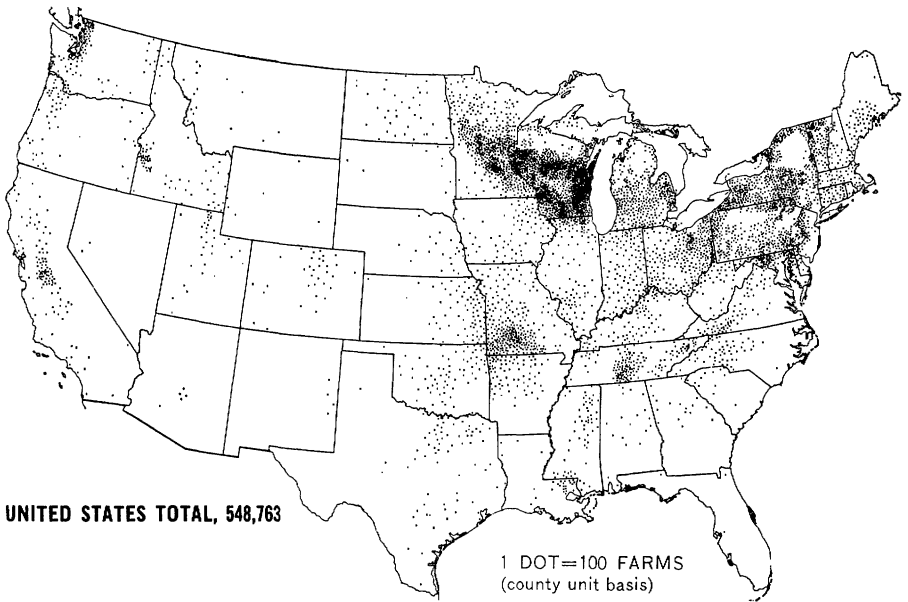 UNITED STATES TOTAL, 548,763
1 DOT=100 FARMS
(county unit basis)